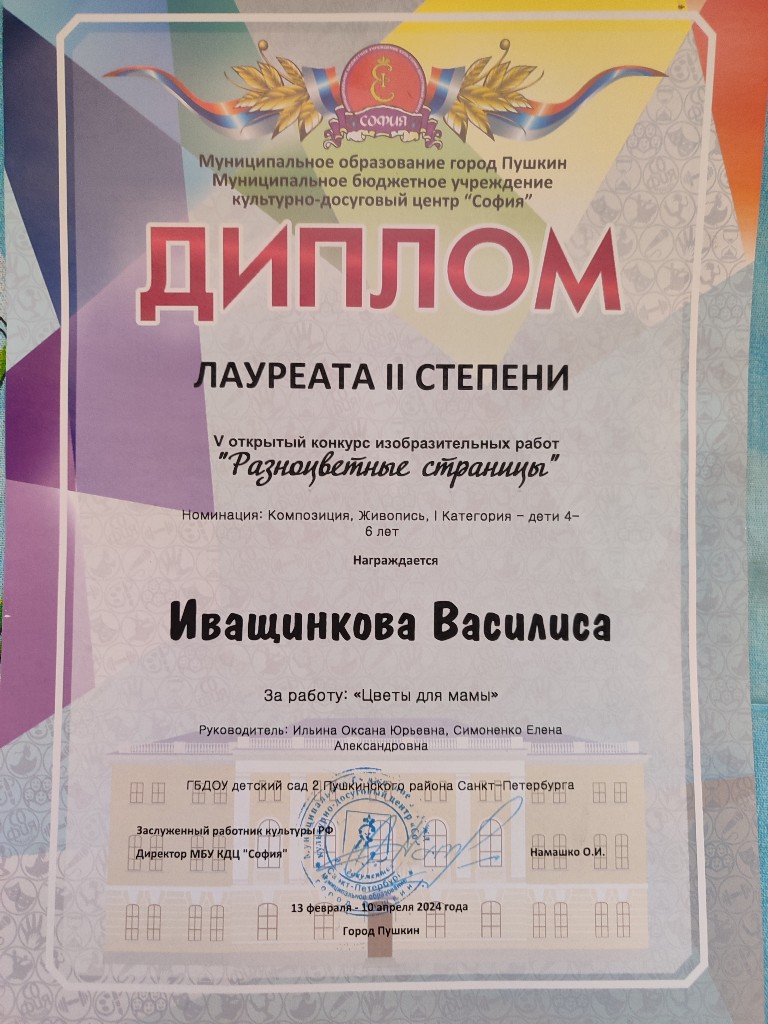 СОФИЯ
Муниципальное образование город Пушкин
Муниципальное бюджетное учреждение
культурно-досуговый центр "София"
ДИПЛОМ
ЛАУРЕАТА II СТЕПЕНИ
V открытый конкурс изобразительных работ
"Разноцветные страницы"
Номинация: Композиция, Живопись, I Категория - дети 4-
6 лет
Награждается
Иващинкова Василиса
За работу: «Цветы для мамы»
Руководитель: Ильина Оксана Юрьевна, Симоненко Елена
Александровна
ГБДОУ детский сад 2 Пушкинского района Санкт-Петербурга
Заслуженный работник культуры РФ
Директор МБУ КДЦ "София"
Намашко О.И.
13 февраля - 10 апреля 2024 года
Город Пушкин